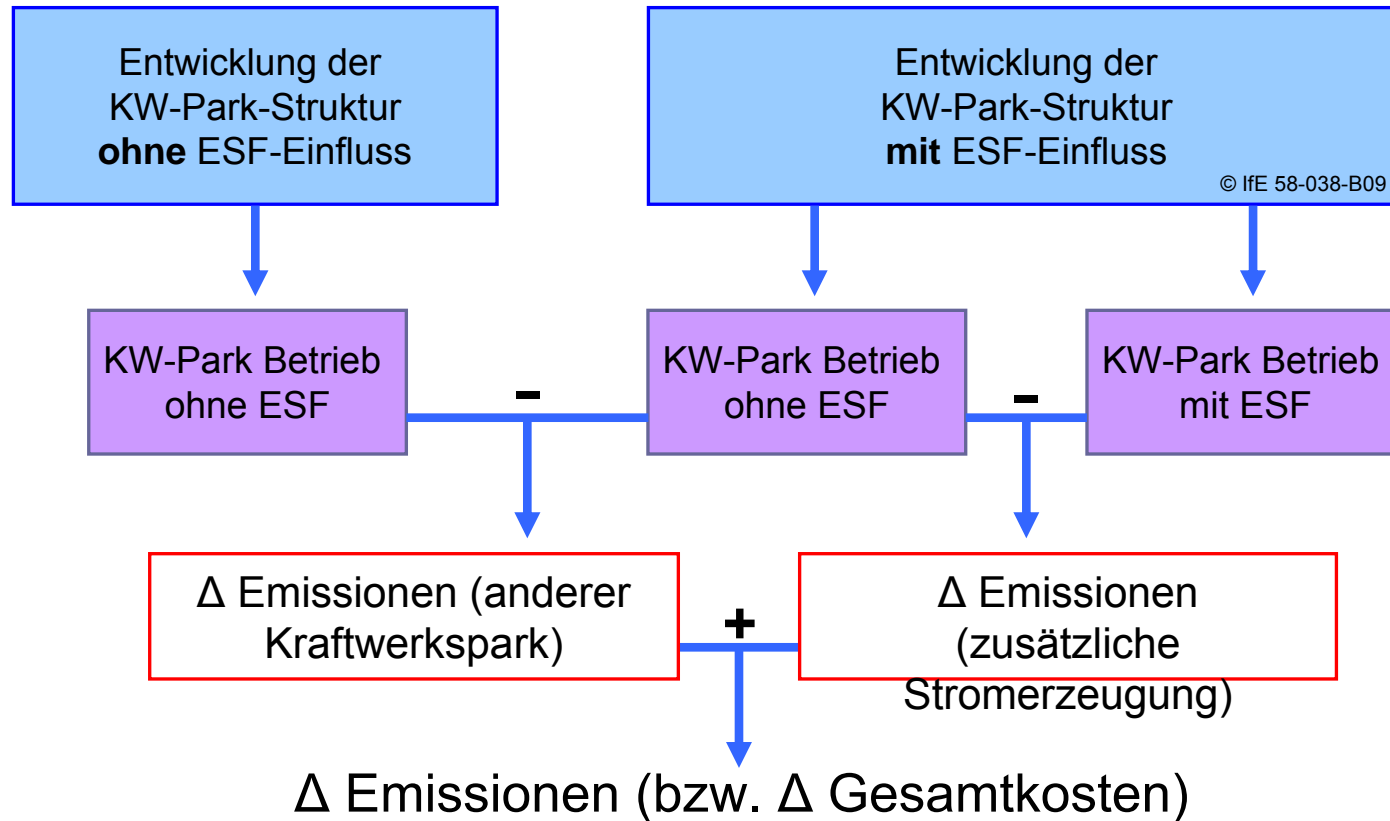 Entwicklung der
KW-Park-Struktur
ohne ESF-Einfluss
Entwicklung der
KW-Park-Struktur
mit ESF-Einfluss
© IfE 58-038-B09
KW-Park Betrieb
ohne ESF
-
KW-Park Betrieb
ohne ESF
-
KW-Park Betrieb
mit ESF
Δ Emissionen (anderer
Kraftwerkspark)
+
Δ Emissionen
(zusätzliche
Stromerzeugung)
Δ Emissionen (bzw. Δ Gesamtkosten)